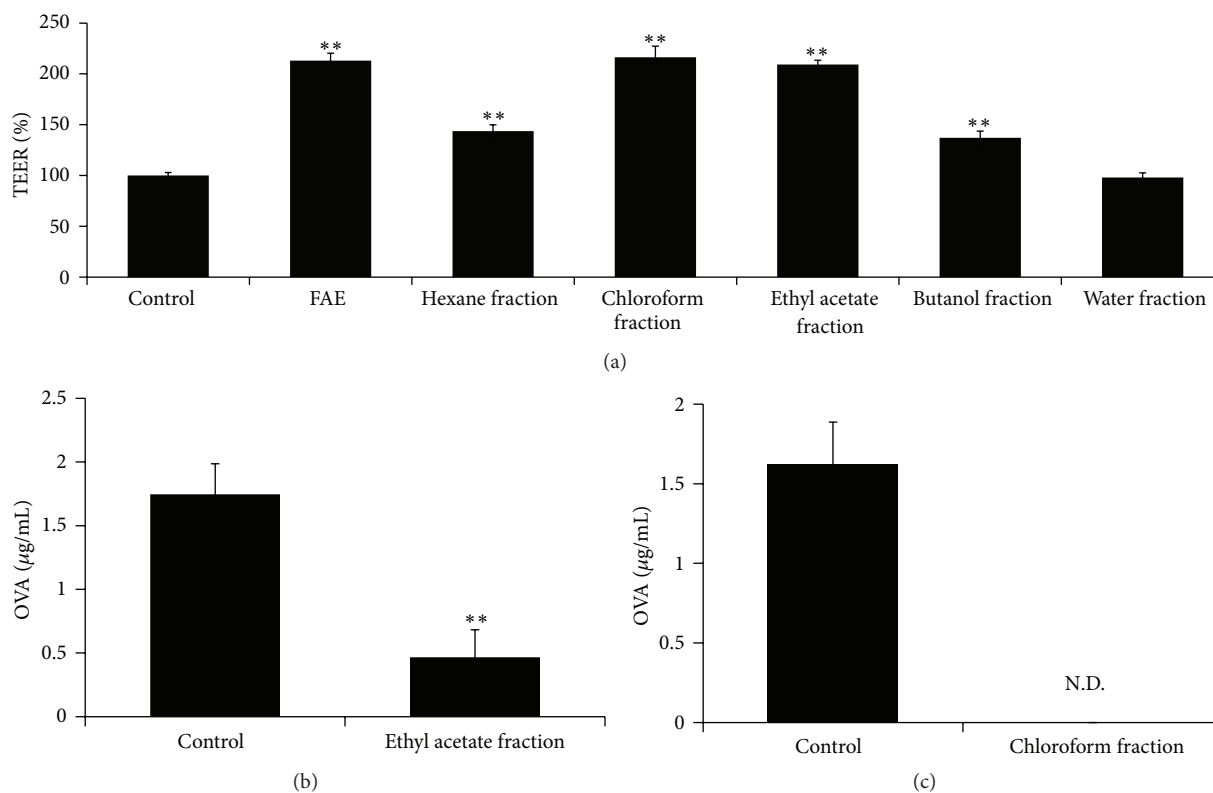 250
200
150
100
50
0
TEER (%)
**
**
**
**
**
Control
FAE
Hexane fraction
Chloroform
fraction
Ethyl acetate
fraction
Butanol fraction
Water fraction
(a)
2.5
2
1.5
1
0.5
0
OVA (μg/mL)
**
Control
Ethyl acetate fraction
(b)
2
1.5
1
0.5
0
OVA (μg/mL)
N.D.
Control
Chloroform fraction
(c)